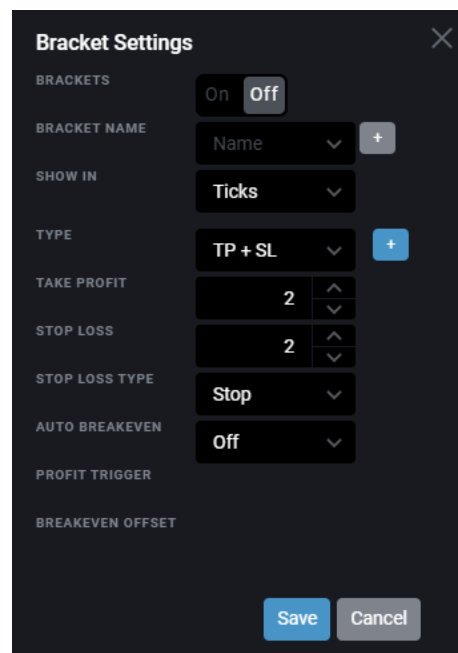 Bracket Settings
BRACKETS
On Off
BRACKET NAME
Name +
SHOW IN
Ticks
TYPE
TP + SL +
TAKE PROFIT
2
STOP LOSS
2
STOP LOSS TYPE
Stop
AUTO BREAKEVEN
Off
PROFIT TRIGGER
BREAKEVEN OFFSET
Save Cancel